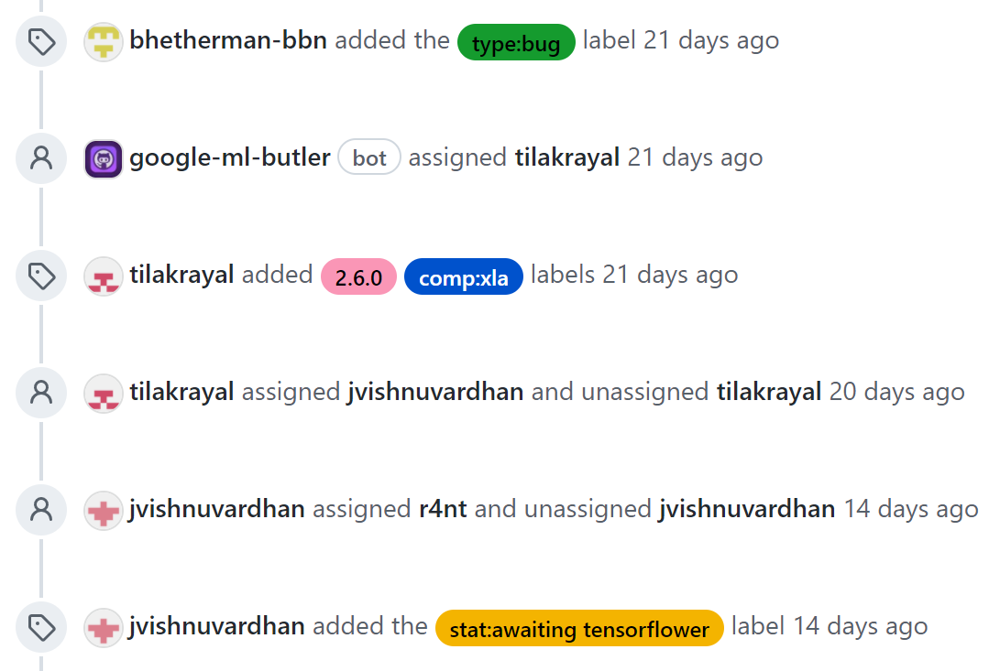 bhetherman-bbn added the type:bug label 21 days ago
google-ml-butler bot assigned tilakrayal 21 days ago
tilakrayal added 2.6.0 comp:xla labels 21 days ago
tilakrayal assigned jvishnuvardhan and unassigned tilakrayal 20 days ago
jvishnuvardhan assigned r4nt and unassigned jvishnuvardhan 14 days ago
jvishnuvardhan added the stat:awaiting tensorflower label 14 days ago